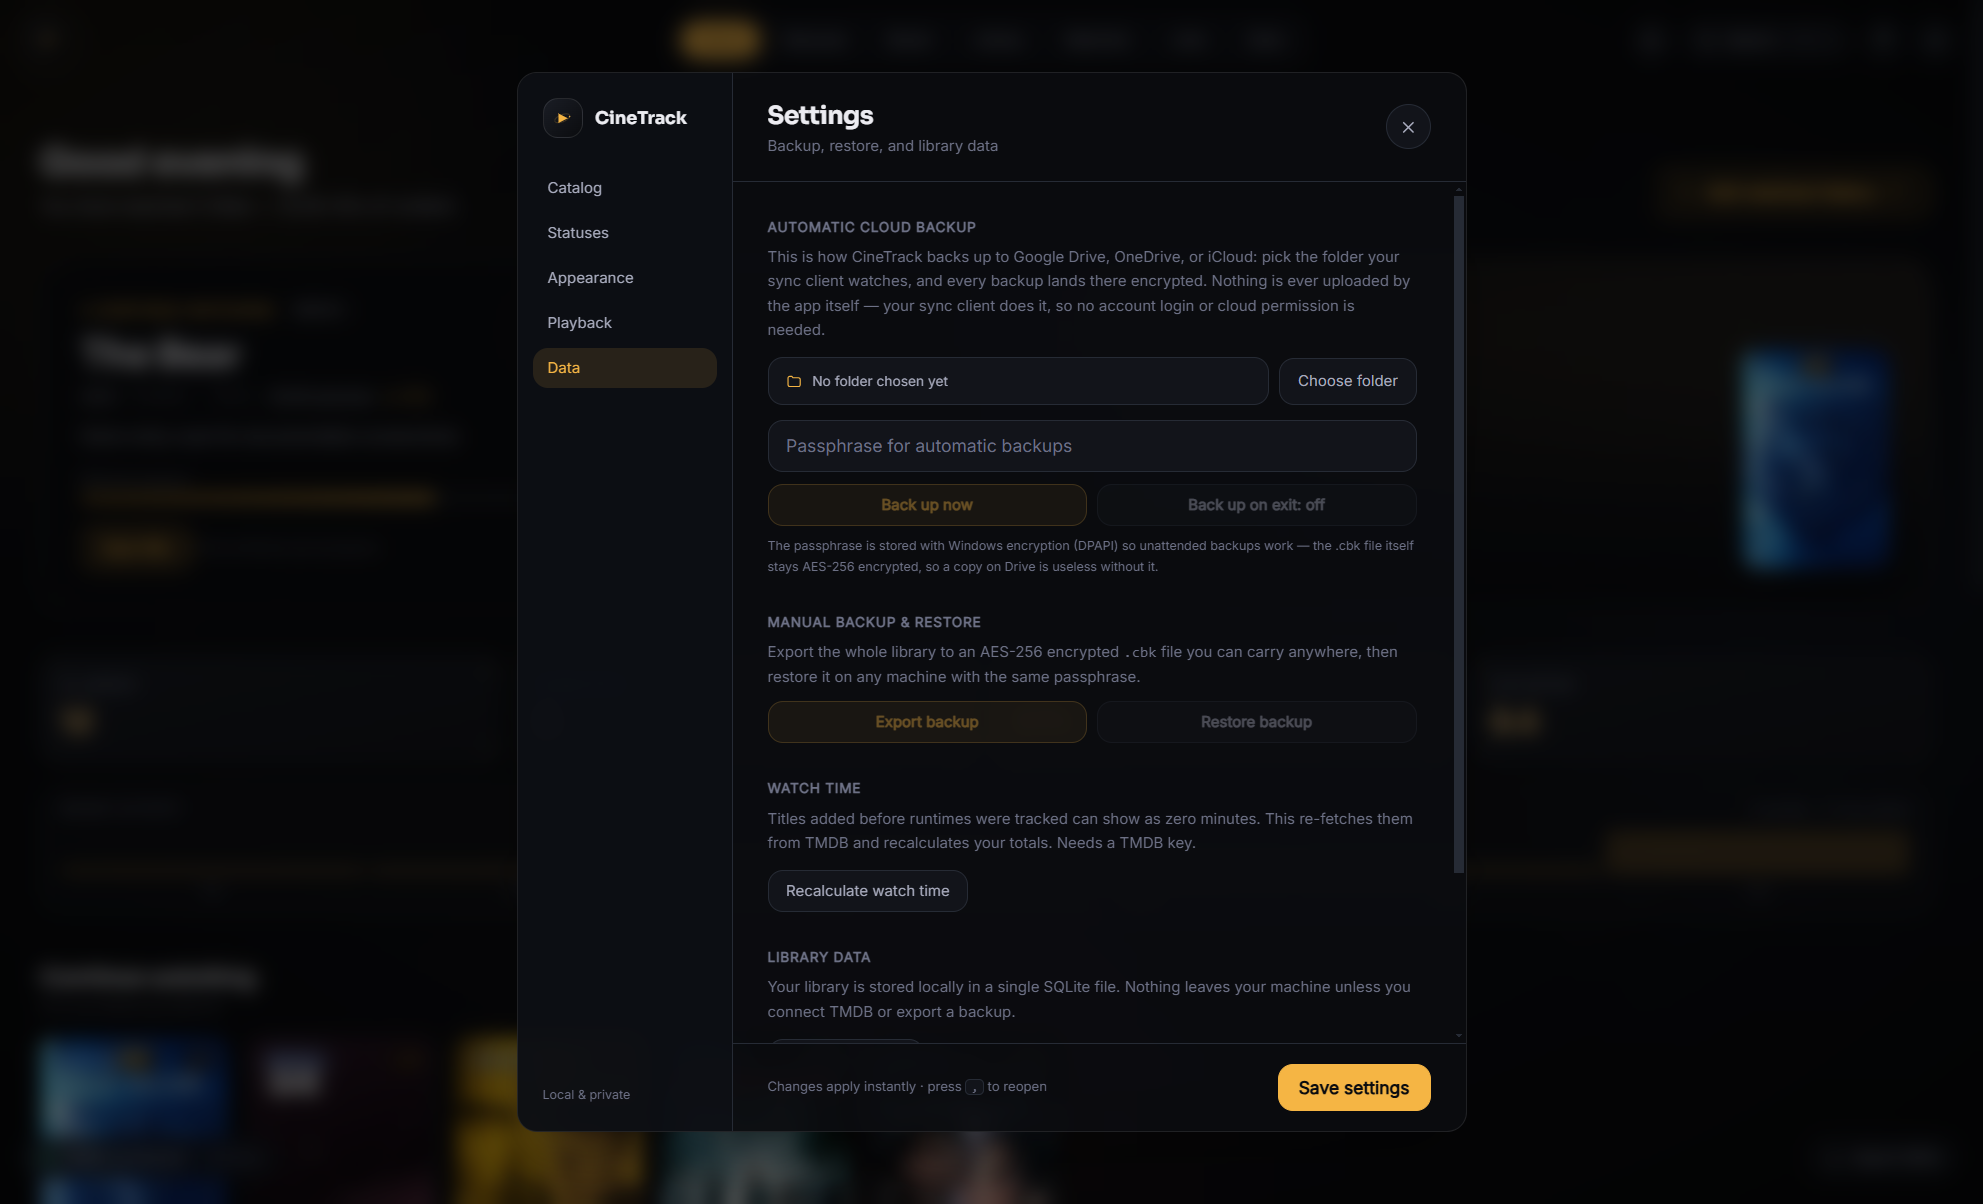 CineTrack
Catalog
Statuses
Appearance
Playback
Data
Local & private
Settings
Backup, restore, and library data
AUTOMATIC CLOUD BACKUP
This is how CineTrack backs up to Google Drive, OneDrive, or iCloud: pick the folder your
sync client watches, and every backup lands there encrypted. Nothing is ever uploaded by
the app itself — your sync client does it, so no account login or cloud permission is
needed.
No folder chosen yet
Choose folder
Passphrase for automatic backups
Back up now
Back up on exit: off
The passphrase is stored with Windows encryption (DPAPI) so unattended backups work — the .cbk file itself
stays AES-256 encrypted, so a copy on Drive is useless without it.
MANUAL BACKUP & RESTORE
Export the whole library to an AES-256 encrypted .cbk file you can carry anywhere, then
restore it on any machine with the same passphrase.
Export backup
Restore backup
WATCH TIME
Titles added before runtimes were tracked can show as zero minutes. This re-fetches them
from TMDB and recalculates your totals. Needs a TMDB key.
Recalculate watch time
LIBRARY DATA
Your library is stored locally in a single SQLite file. Nothing leaves your machine unless you
connect TMDB or export a backup.
Changes apply instantly · press , to reopen
Save settings
Good evening
The Bear